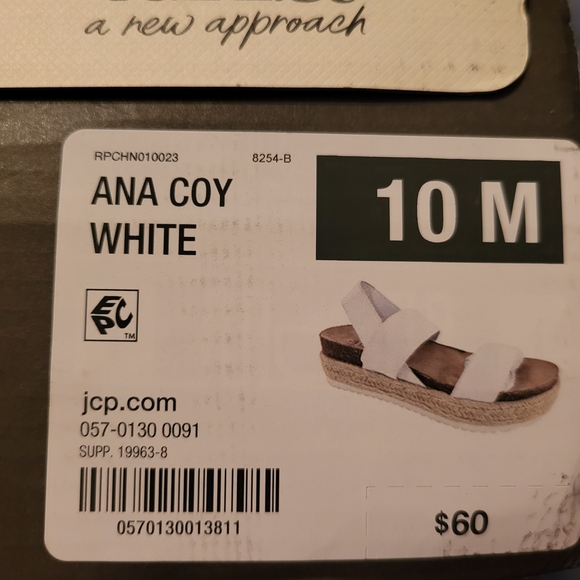 a new approach
RPCHN010023 8254-B
ANA COY 10 M
WHITE
EPC
TM
jcp.com
057-0130 0091
SUPP. 19963-8
0570130013811
$60